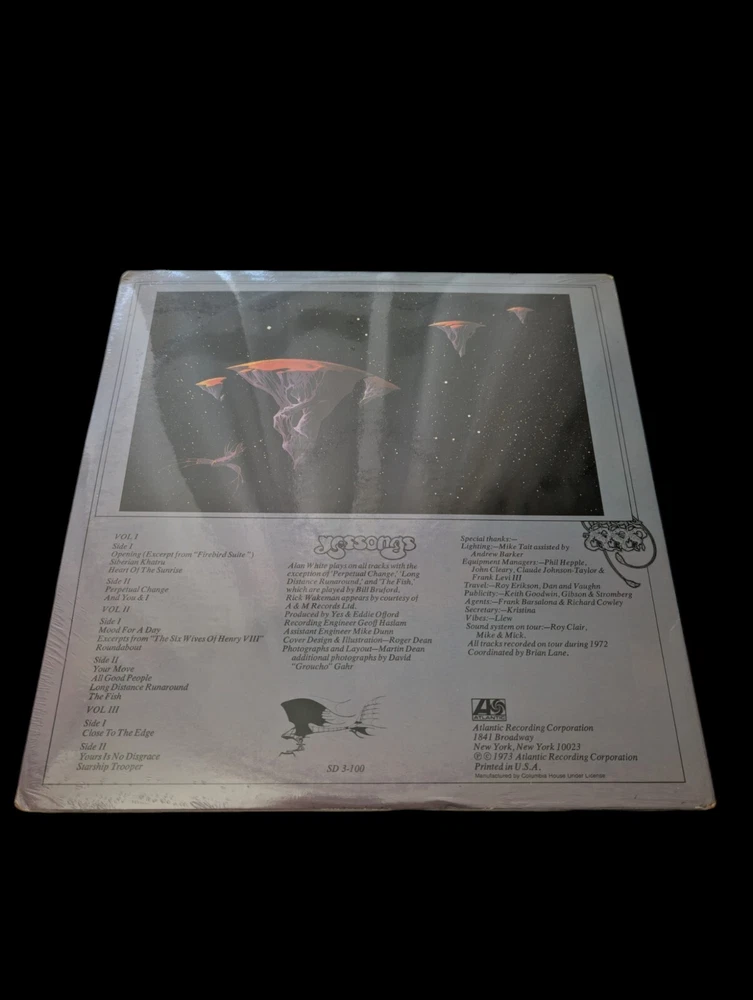 VOL I
Side I
Opening (Excerpt from "Firebird Suite")
Siberian Khatru
Heart Of The Sunrise
Side II
Perpetual Change
And You & I
VOL II
Side I
Mood For A Day
Excerpts from "The Six Wives Of Henry VIII"
Roundabout
Side II
Your Move
All Good People
Long Distance Runaround
The Fish
VOL III
Side I
Close To The Edge
Side II
Yours Is No Disgrace
Starship Trooper
Yessongs
Alan White plays on all tracks with the
exception of 'Perpetual Change,' 'Long
Distance Runaround,' and 'The Fish,'
which are played by Bill Bruford.
Rick Wakeman appears by courtesy of
A & M Records Ltd.
Produced by Yes & Eddie Offord
Recording Engineer Geoff Haslam
Assistant Engineer Mike Dunn
Cover Design & Illustration—Roger Dean
Photographs and Layout—Martin Dean
additional photographs by David
"Groucho" Gahr
SD 3-100
Special thanks:—
Lighting:—Mike Tait assisted by
Andrew Barker
Equipment Managers:—Phil Hepple,
John Cleary, Claude Johnson-Taylor &
Frank Levi III
Travel:—Roy Erikson, Dan and Vaughn
Publicity:—Keith Goodwin, Gibson & Stromberg
Agents:—Frank Barsalona & Richard Cowley
Secretary:—Kristina
Vibes:—Liew
Sound system on tour:—Roy Clair,
Mike & Mick.
All tracks recorded on tour during 1972
Coordinated by Brian Lane.
ATLANTIC
Atlantic Recording Corporation
1841 Broadway
New York, New York 10023
℗ © 1973 Atlantic Recording Corporation
Printed in U.S.A.
Manufactured by Columbia House Under License